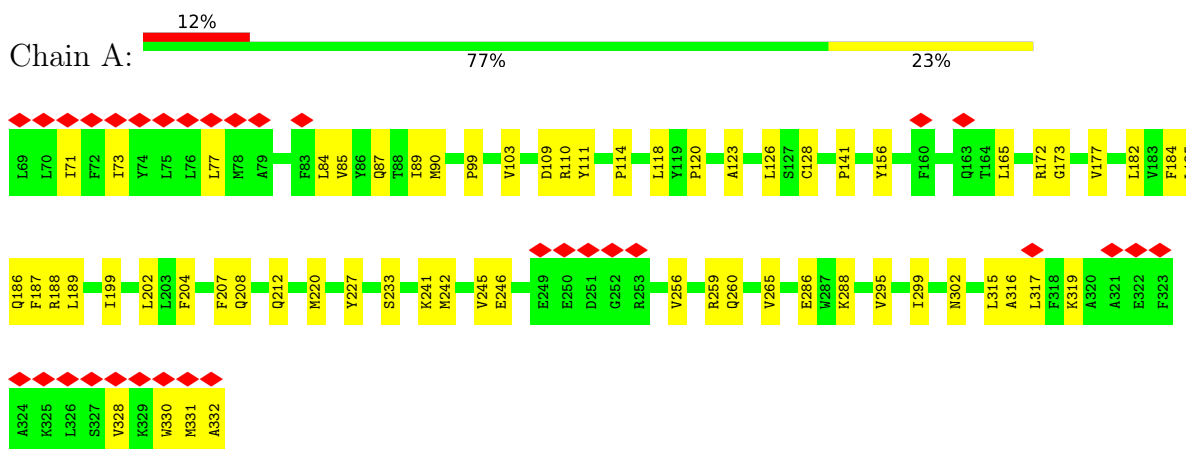 12%
Chain A:
77%
23%
L69 L70 I71 F72 I73 Y74 L75 L76 L77 M78 A79 F83 L84 V85 Y86 Q87 T88 I89 M90 P99 V103 D109 R110 Y111 P114 L118 Y119 P120 A123 L126 S127 C128 P141 Y156 F160 Q163 T164 L165 R172 G173 V177 L182 V183 F184
Q186 F187 R188 L189 I199 L202 L203 F204 F207 Q208 Q212 M220 Y227 S233 K241 M242 V245 E246 E249 E250 D251 G252 R253 V256 R259 Q260 V265 E286 W287 K288 V295 I299 N302 L315 A316 L317 F318 K319 A320 A321 E322 F323
A324 K325 L326 S327 V328 K329 W330 M331 A332